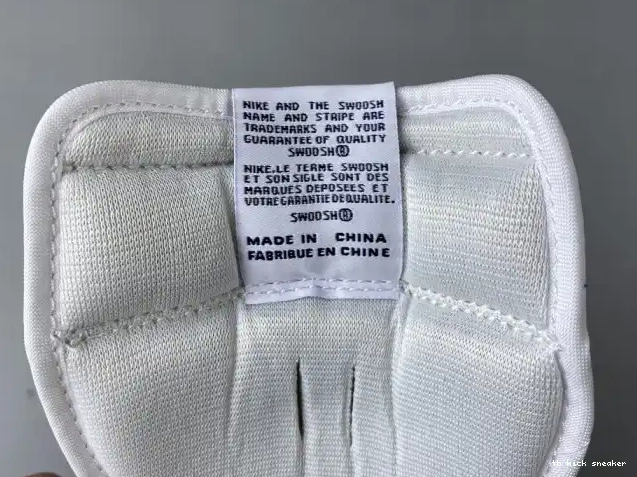 NIKE AND THE SWOOSH
NAME AND STRIPE ARE
TRADEMARKS AND YOUR
GUARANTEE OF QUALITY
SWOOSH®
NIKE.LE TERME SWOOSH
ET SON SIGLE SONT DES
MARQUES DEPOSEES ET
VOTRE GARANTIE DE QUALITE.
SWOOSH®
MADE IN CHINA
FABRIQUE EN CHINE
kick sneaker